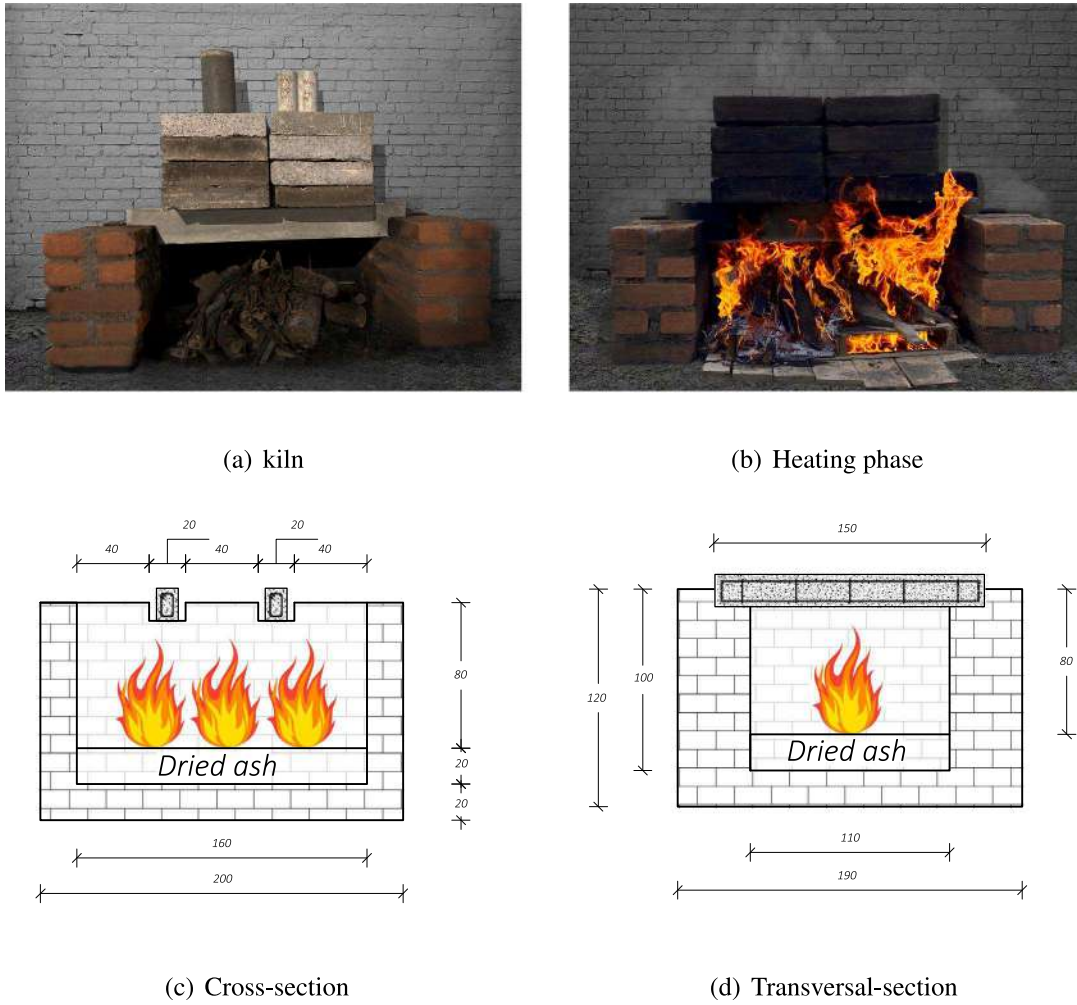 (a) kiln
(b) Heating phase
20 20
40 40 40
80
Dried ash
20
20
160
200
(c) Cross-section
150
120
100
80
Dried ash
110
190
(d) Transversal-section